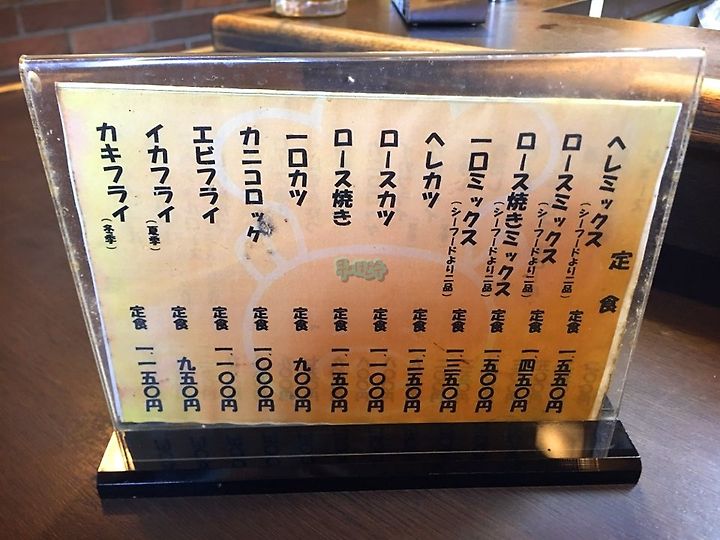 定食
ヘレミックス（シーフードより二品） 定食 一.五五〇円
ロースミックス（シーフードより二品） 定食 一.四五〇円
ロース焼きミックス（シーフードより二品） 定食 一.五〇〇円
一口ミックス（シーフードより二品） 定食 一.二五〇円
ヘレカツ 定食 一.二五〇円
ロースカツ 定食 一.一〇〇円
ロース焼き 定食 一.一五〇円
一口カツ 定食 九〇〇円
カニコロッケ 定食 一.〇〇〇円
エビフライ 定食 一.一〇〇円
イカフライ（夏季） 定食 九五〇円
カキフライ（冬季） 定食 一.一五〇円